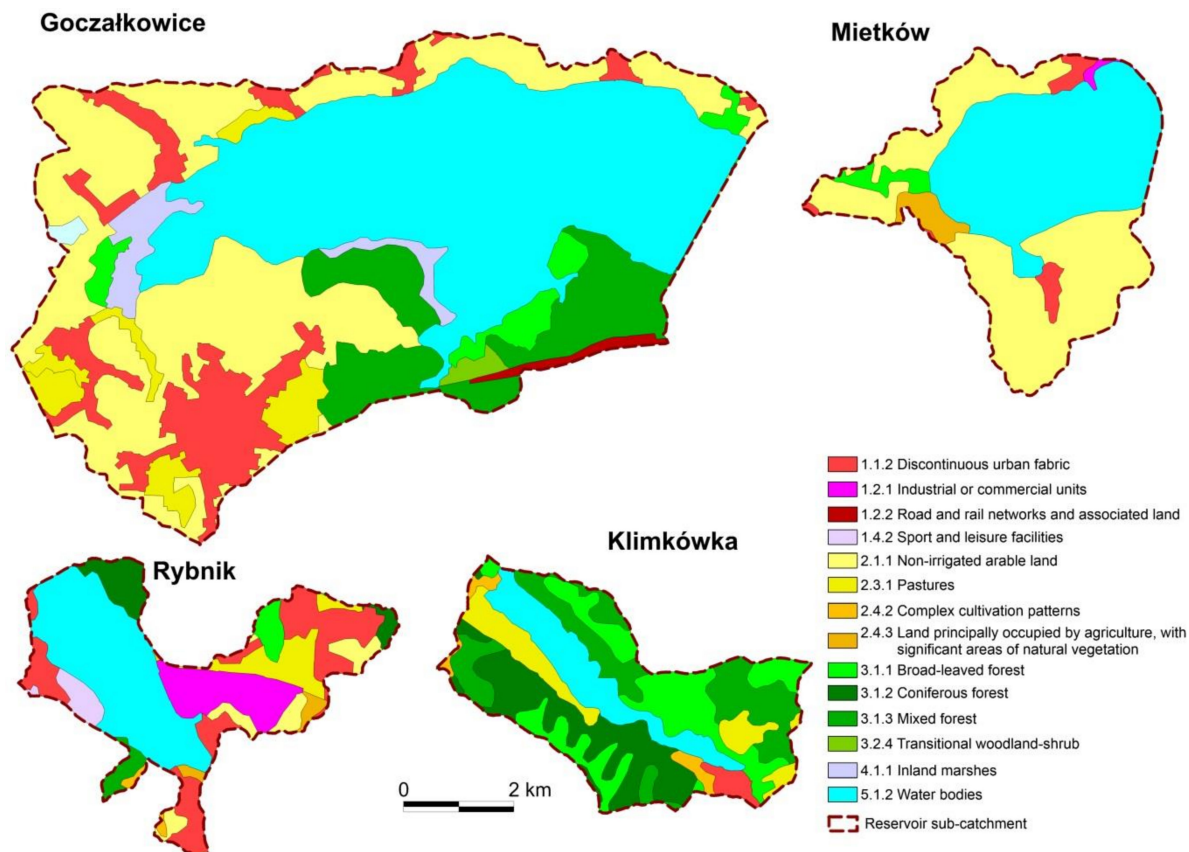 Goczałkowice
Mietków
Rybnik
Klimkówka
0 2 km
1.1.2 Discontinuous urban fabric
1.2.1 Industrial or commercial units
1.2.2 Road and rail networks and associated land
1.4.2 Sport and leisure facilities
2.1.1 Non-irrigated arable land
2.3.1 Pastures
2.4.2 Complex cultivation patterns
2.4.3 Land principally occupied by agriculture, with
significant areas of natural vegetation
3.1.1 Broad-leaved forest
3.1.2 Coniferous forest
3.1.3 Mixed forest
3.2.4 Transitional woodland-shrub
4.1.1 Inland marshes
5.1.2 Water bodies
Reservoir sub-catchment